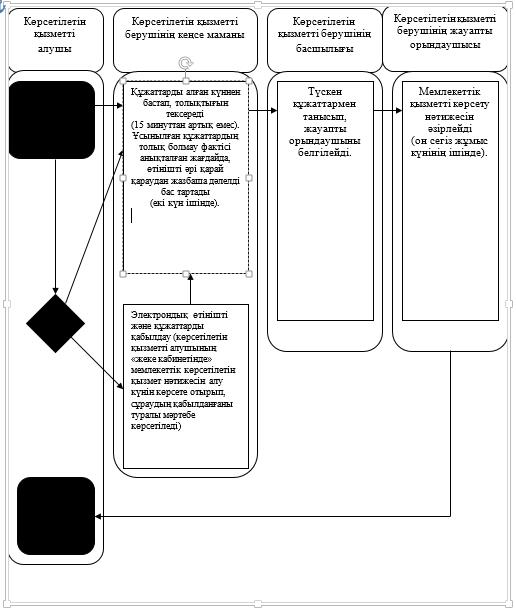 Көрсетілетін
қызметті
алушы
Көрсетілетін қызметті
берушінің кеңсе маманы
Көрсетілетін
қызметті берушінің
басшылығы
Көрсетілетін қызметті
берушінің жауапты
орындаушысы
Құжаттарды алған күннен
бастап, толықтығын
тексереді
(15 минуттан артық емес).
Ұсынылған құжаттардың
толық болмау фактісі
анықталған жағдайда,
өтінішті әрі қарай
қараудан жазбаша дәлелді
бас тартады
(екі күн ішінде).
Түскен
құжаттармен
танысып,
жауапты
орындаушыны
белгілейді.
Мемлекеттік
қызметті көрсету
нәтижесін
әзірлейді
(он сегіз жұмыс
күнінің ішінде).
Электрондық өтінішті
және құжаттарды
қабылдау (көрсетілетін
қызметті алушының
«жеке кабинетінде»
мемлекеттік көрсетілетін
қызмет нәтижесін алу
күнін көрсете отырып,
сұраудың қабылданғаны
туралы мәртебе
көрсетіледі)